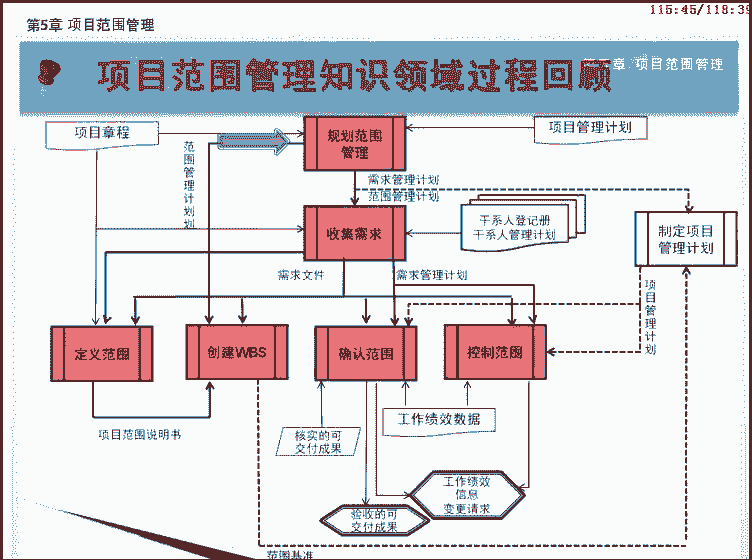 115:45/118:39
第5章 项目范围管理
章 项目范围管理
项目范围管理知识领域过程回顾
项目章程
规划范围
管理
项目管理计划
范围管理计划划
需求管理计划
范围管理计划
收集需求
干系人登记册
干系人管理计划
制定项目
管理计划
需求文件
需求管理计划
项目管理计划
定义范围
创建WBS
确认范围
控制范围
项目范围说明书
核实的可
交付成果
工作绩效数据
工作绩效
信息
变更请求
验收的可
交付成果
范围基准